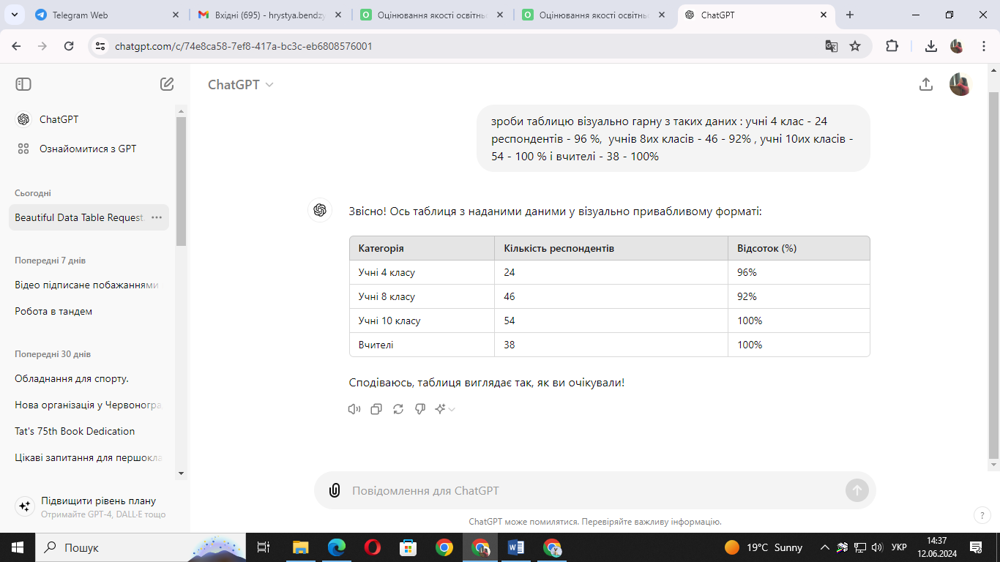 Telegram Web
Вхідні (695) - hrystya.bendzy
Оцінювання якості освітньо
Оцінювання якості освітньо
ChatGPT
chatgpt.com/c/74e8ca58-7ef8-417a-bc3c-eb6808576001
ChatGPT
ChatGPT
Ознайомитися з GPT
Сьогодні
Beautiful Data Table Request.
Попередні 7 днів
Відео підписане побажаннями
Робота в тандем
Попередні 30 днів
Обладнання для спорту.
Нова організація у Червоногра
Tat's 75th Book Dedication
Цікаві запитання для першокла
Підвищити рівень плану
Отримайте GPT-4, DALL·E тощо
зроби таблицю візуально гарну з таких даних : учні 4 клас - 24
респондентів - 96 %,  учнів 8их класів - 46 - 92% , учні 10их класів -
54 - 100 % і вчителі - 38 - 100%
Звісно! Ось таблиця з наданими даними у візуально привабливому форматі:
Категорія Кількість респондентів Відсоток (%)
Учні 4 класу 24 96%
Учні 8 класу 46 92%
Учні 10 класу 54 100%
Вчителі 38 100%
Сподіваюсь, таблиця виглядає так, як ви очікували!
Повідомлення для ChatGPT
ChatGPT може помилятися. Перевіряйте важливу інформацію.
?
Пошук
19°C Sunny
УКР
14:37
12.06.2024